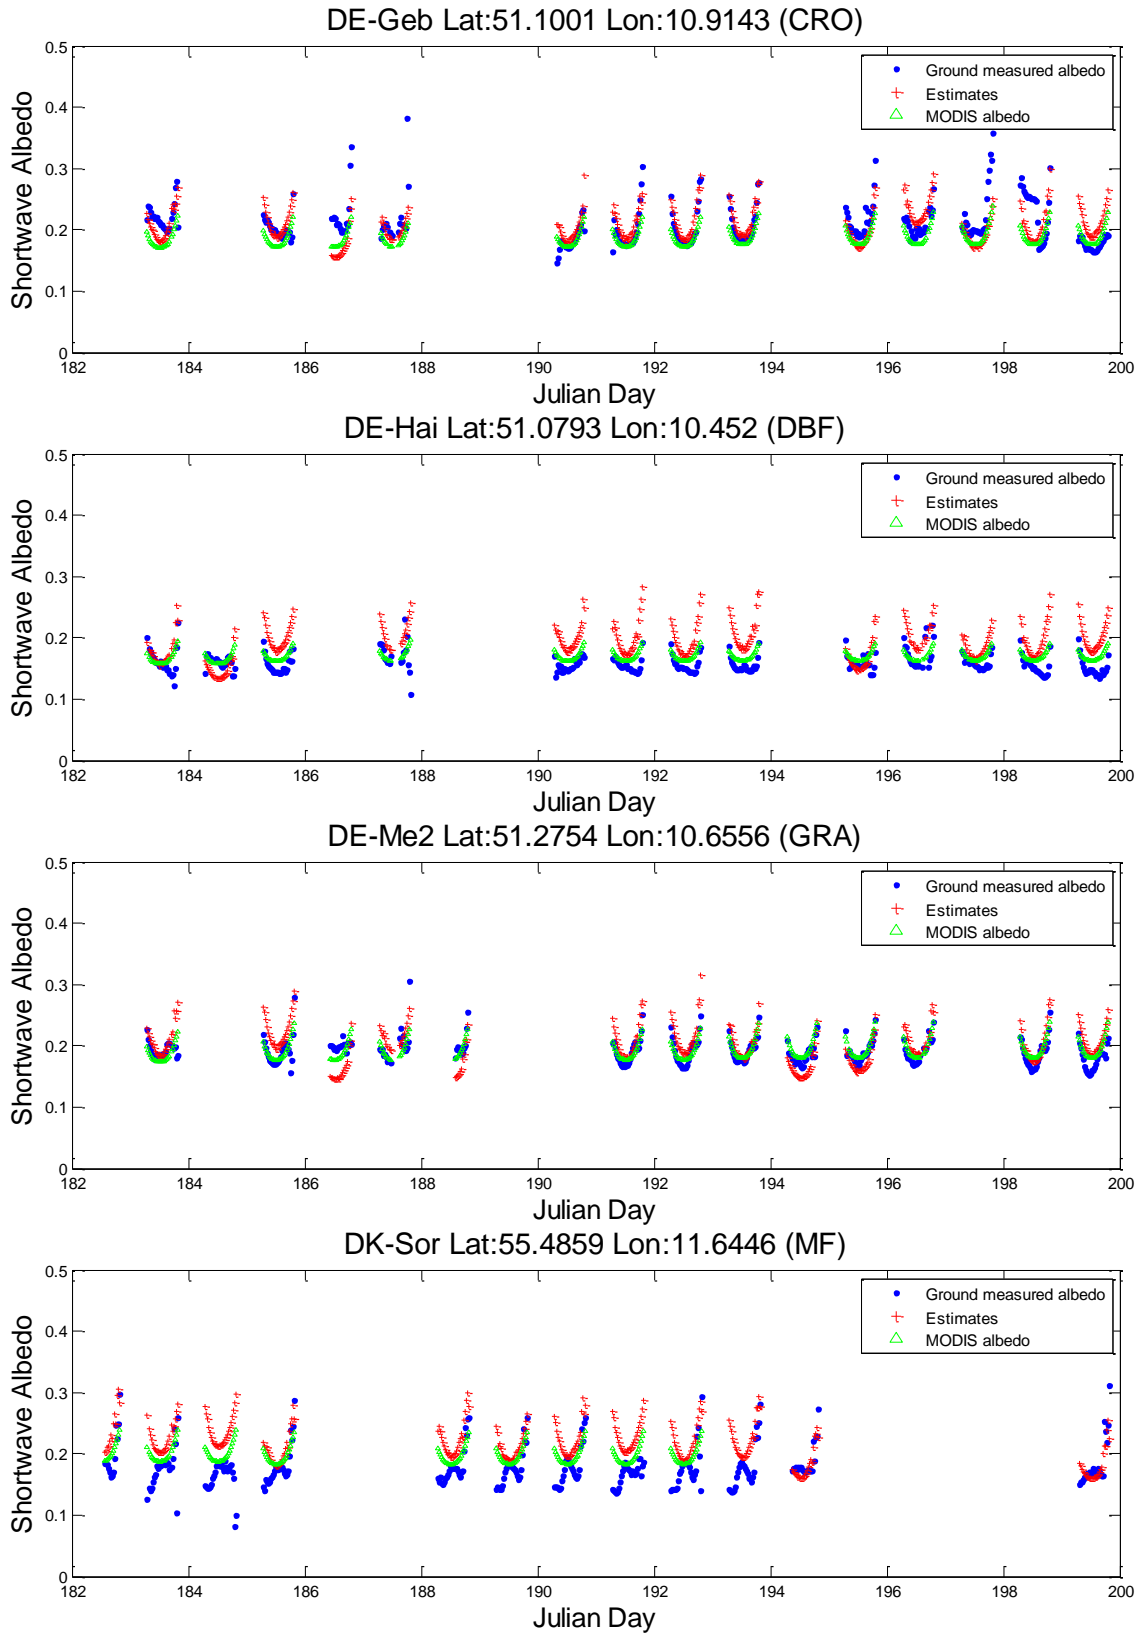 DE-Geb Lat:51.1001 Lon:10.9143 (CRO)
Shortwave Albedo
0.5
0.4
0.3
0.2
0.1
0
Ground measured albedo
Estimates
MODIS albedo
182 184 186 188 190 192 194 196 198 200
Julian Day
DE-Hai Lat:51.0793 Lon:10.452 (DBF)
Shortwave Albedo
0.5
0.4
0.3
0.2
0.1
0
Ground measured albedo
Estimates
MODIS albedo
182 184 186 188 190 192 194 196 198 200
Julian Day
DE-Me2 Lat:51.2754 Lon:10.6556 (GRA)
Shortwave Albedo
0.5
0.4
0.3
0.2
0.1
0
Ground measured albedo
Estimates
MODIS albedo
182 184 186 188 190 192 194 196 198 200
Julian Day
DK-Sor Lat:55.4859 Lon:11.6446 (MF)
Shortwave Albedo
0.5
0.4
0.3
0.2
0.1
0
Ground measured albedo
Estimates
MODIS albedo
182 184 186 188 190 192 194 196 198 200
Julian Day